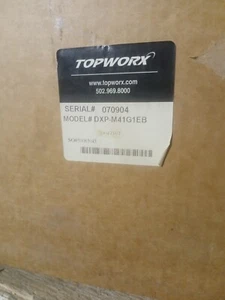 TOPWORX
www.topworx.com
502.969.8000
SERIAL# 070904
MODEL# DXP-M41G1EB